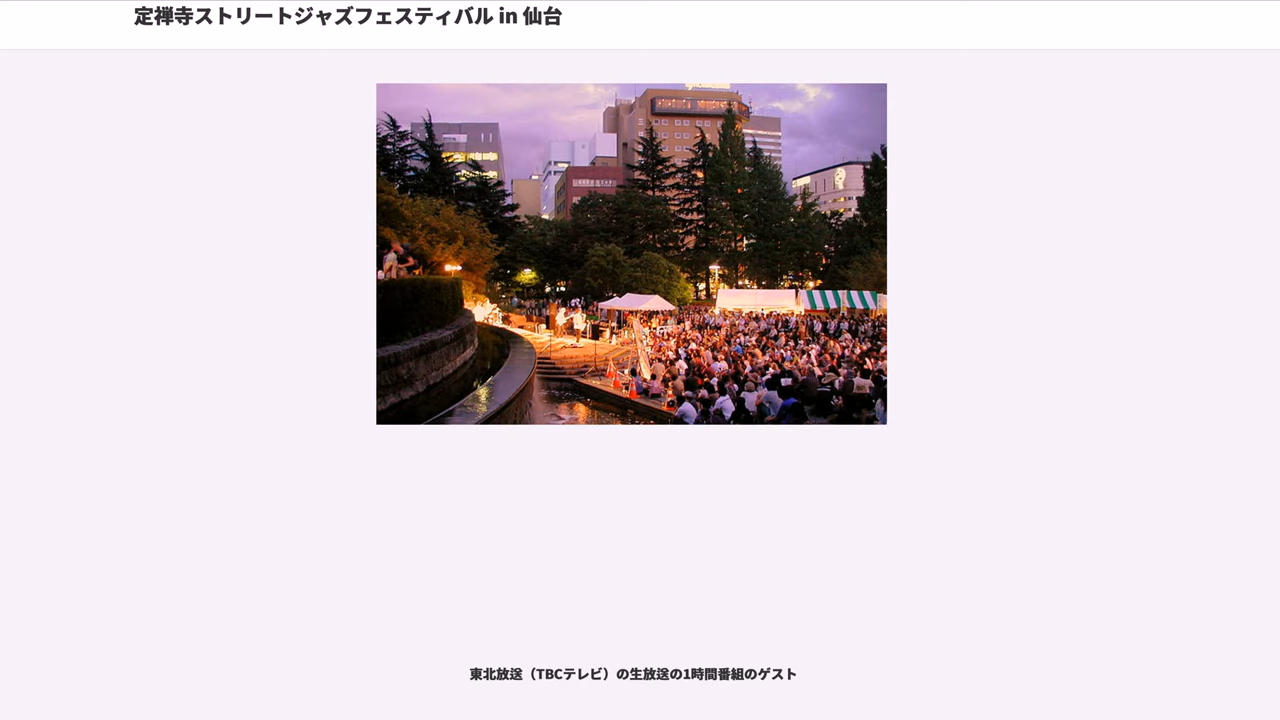 定禅寺ストリートジャズフェスティバル in 仙台
東北放送（TBCテレビ）の生放送の1時間番組のゲスト